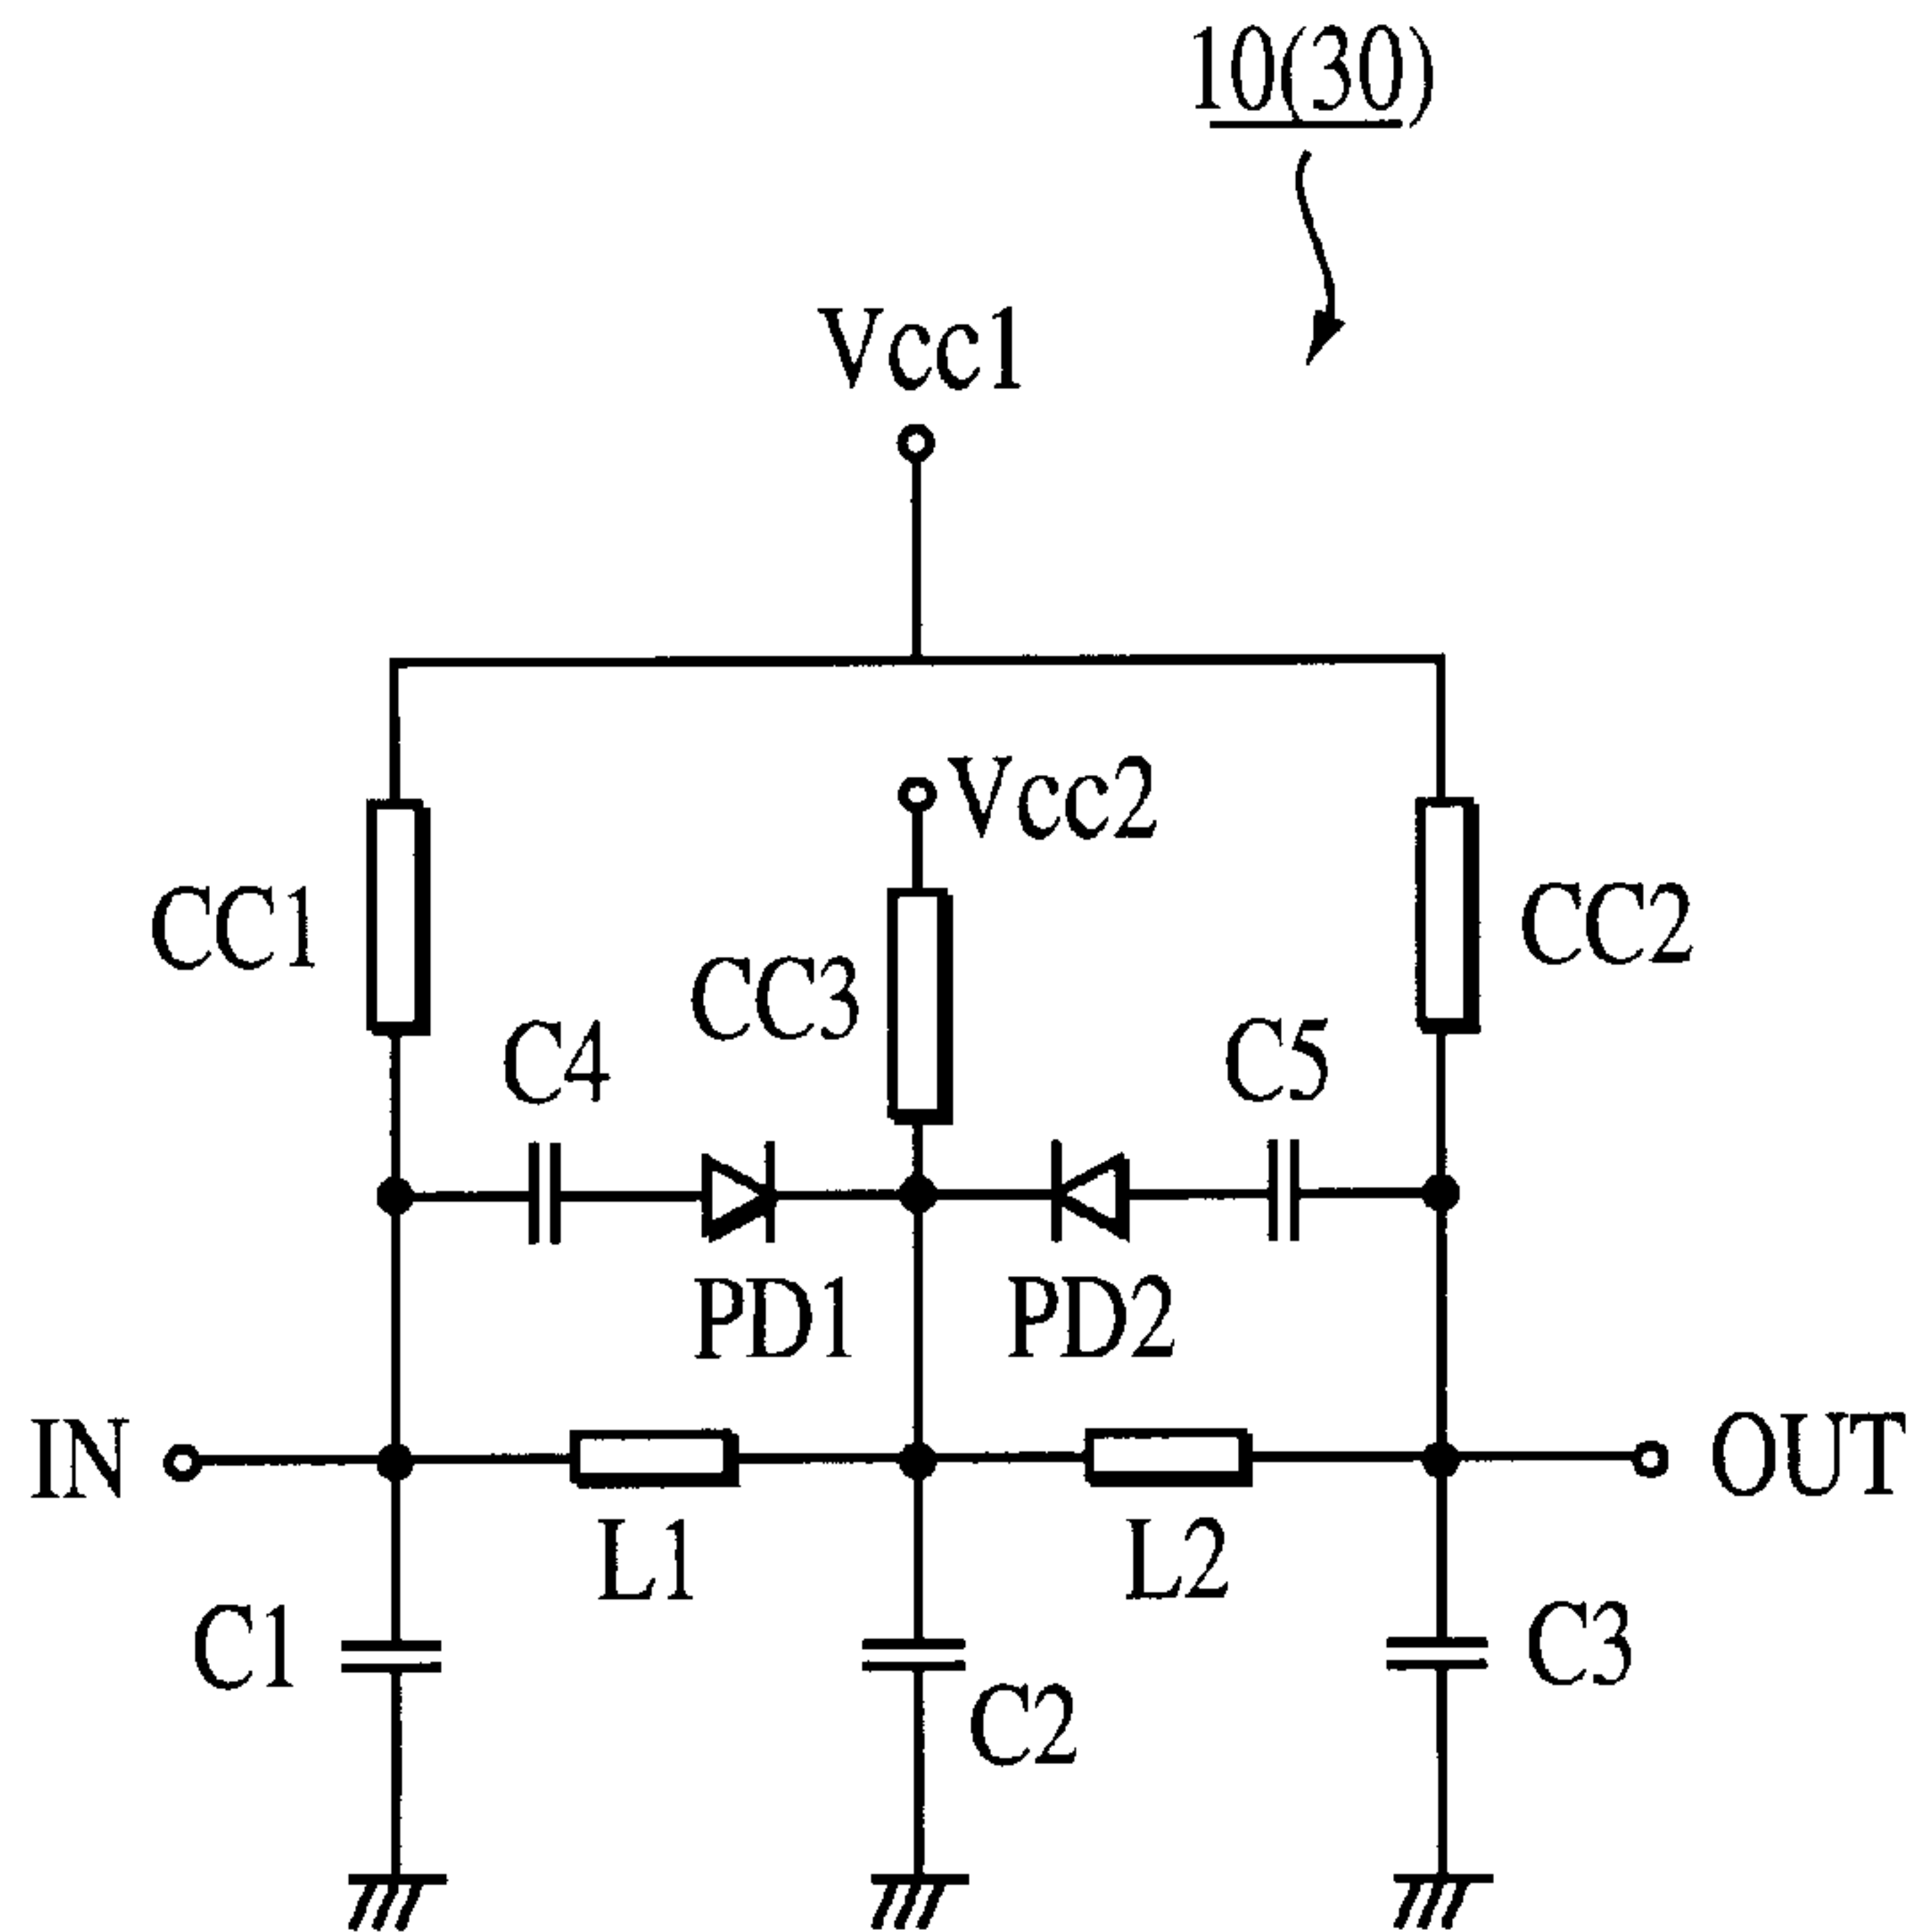 10(30)
Vcc1
Vcc2
CC1
CC2
CC3
C4
C5
PD1
PD2
IN
OUT
L1
L2
C1
C3
C2